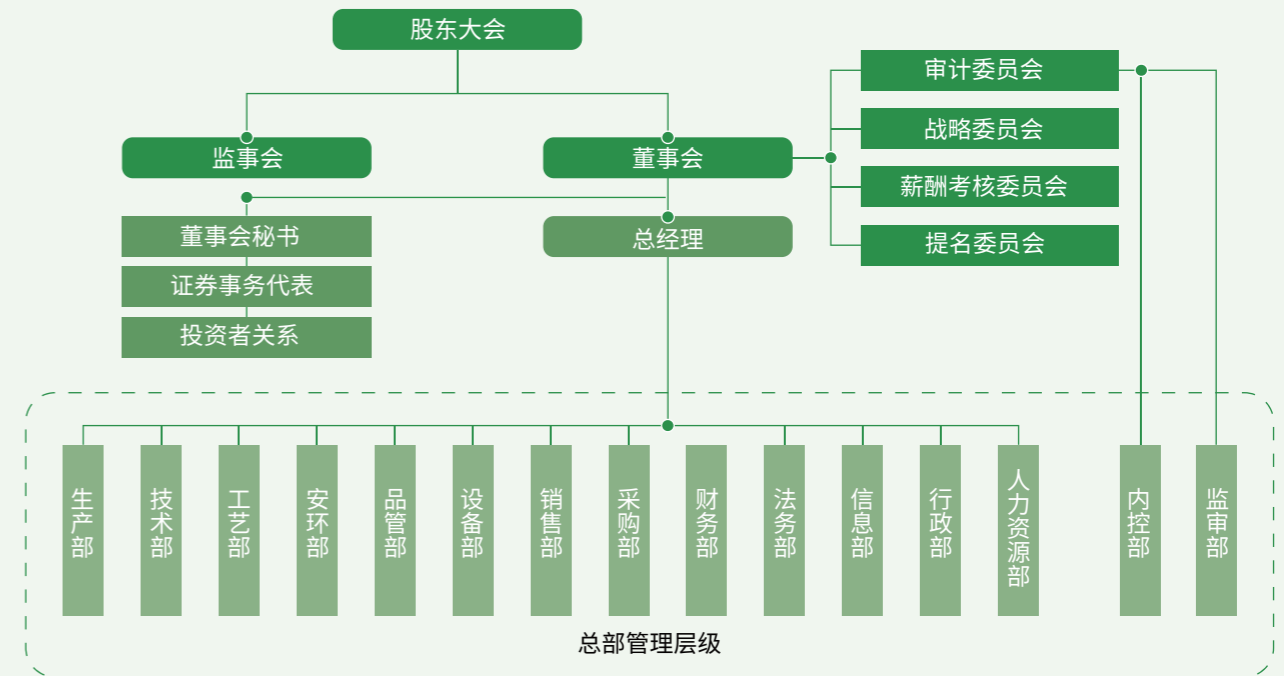 股东大会
监事会
董事会
审计委员会
战略委员会
薪酬考核委员会
提名委员会
董事会秘书
证券事务代表
投资者关系
总经理
生产部
技术部
工艺部
安环部
品管部
设备部
销售部
采购部
财务部
法务部
信息部
行政部
人力资源部
内控部
监审部
总部管理层级